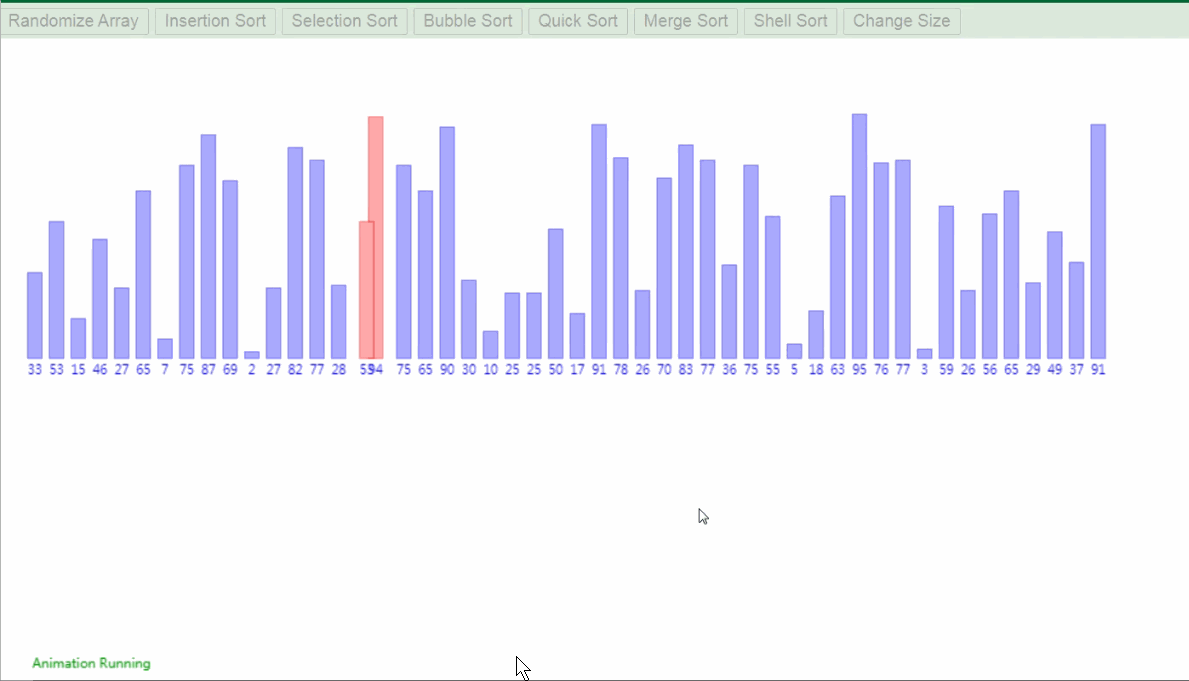 Randomize Array Insertion Sort Selection Sort Bubble Sort Quick Sort Merge Sort Shell Sort Change Size
33 53 15 46 27 65 7 75 87 69 2 27 82 77 28 53 94 75 65 90 30 10 25 25 50 17 91 78 26 70 83 77 36 75 55 5 18 63 95 76 77 3 59 26 56 65 29 49 37 91
Animation Running